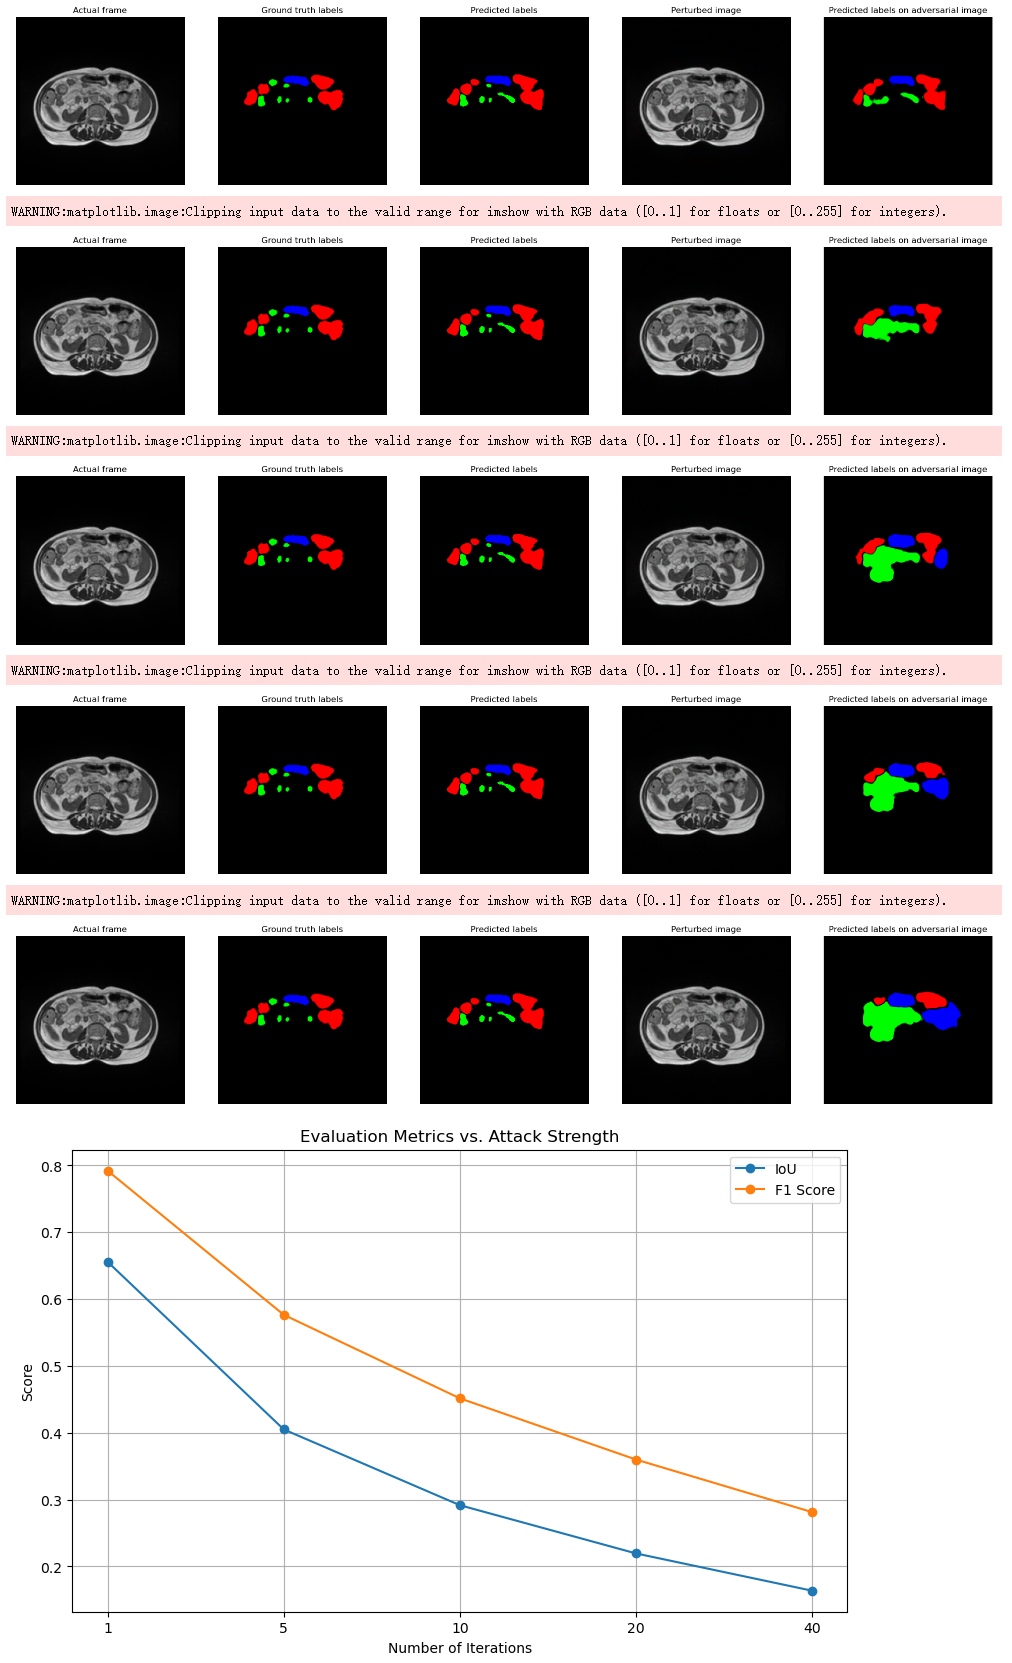 Actual frame Ground truth labels Predicted labels Perturbed image Predicted labels on adversarial image
WARNING:matplotlib.image:Clipping input data to the valid range for imshow with RGB data ([0..1] for floats or [0..255] for integers).
Actual frame Ground truth labels Predicted labels Perturbed image Predicted labels on adversarial image
WARNING:matplotlib.image:Clipping input data to the valid range for imshow with RGB data ([0..1] for floats or [0..255] for integers).
Actual frame Ground truth labels Predicted labels Perturbed image Predicted labels on adversarial image
WARNING:matplotlib.image:Clipping input data to the valid range for imshow with RGB data ([0..1] for floats or [0..255] for integers).
Actual frame Ground truth labels Predicted labels Perturbed image Predicted labels on adversarial image
WARNING:matplotlib.image:Clipping input data to the valid range for imshow with RGB data ([0..1] for floats or [0..255] for integers).
Actual frame Ground truth labels Predicted labels Perturbed image Predicted labels on adversarial image
Evaluation Metrics vs. Attack Strength
IoU
F1 Score
0.8
0.7
0.6
0.5
0.4
0.3
0.2
Score
1 5 10 20 40
Number of Iterations